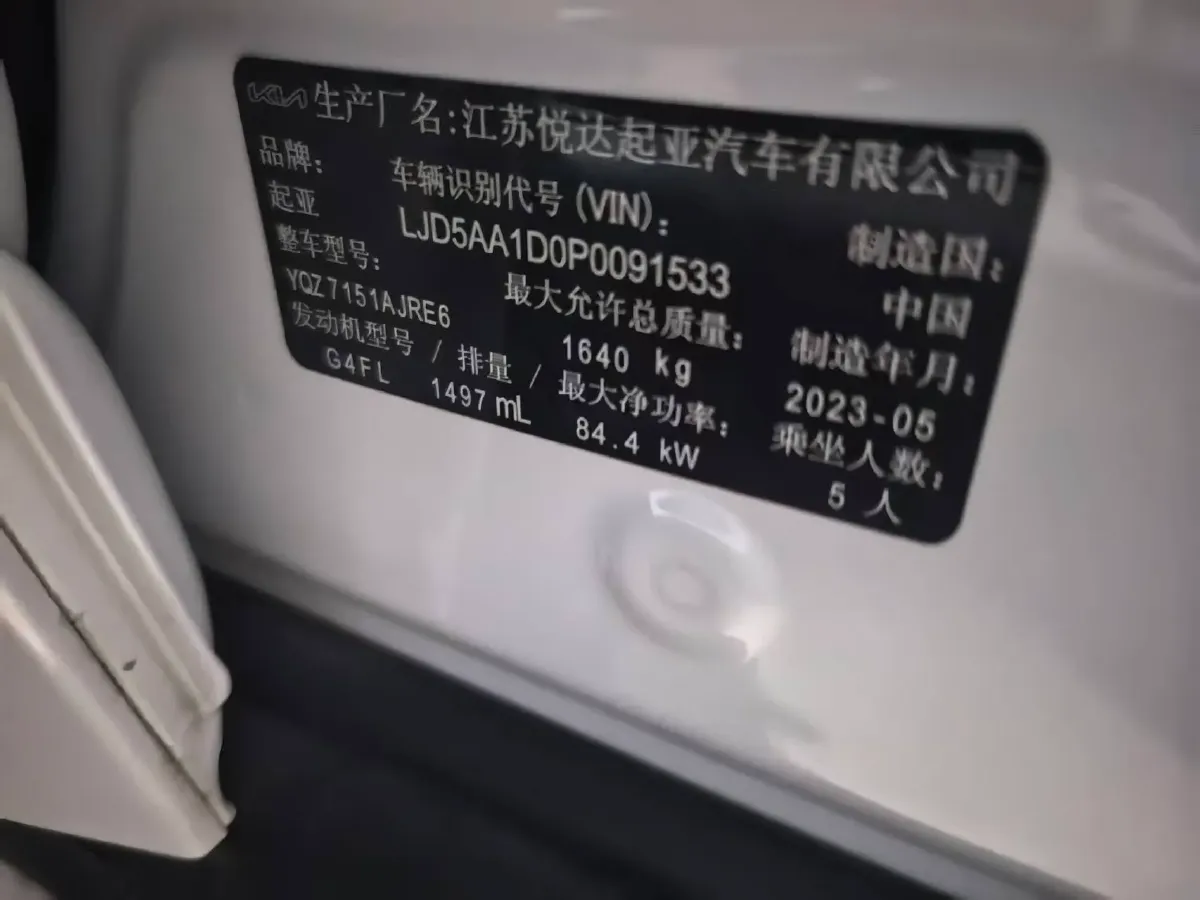 KIA 生产厂名:江苏悦达起亚汽车有限公司
品牌: 车辆识别代号(VIN): 制造国:
起亚 LJD5AA1D0P0091533 中国
整车型号: 最大允许总质量: 制造年月:
YQZ7151AJRE6 1640 kg 2023-05
发动机型号 / 排量 / 最大净功率: 乘坐人数:
G4FL 1497mL 84.4 kW 5 人